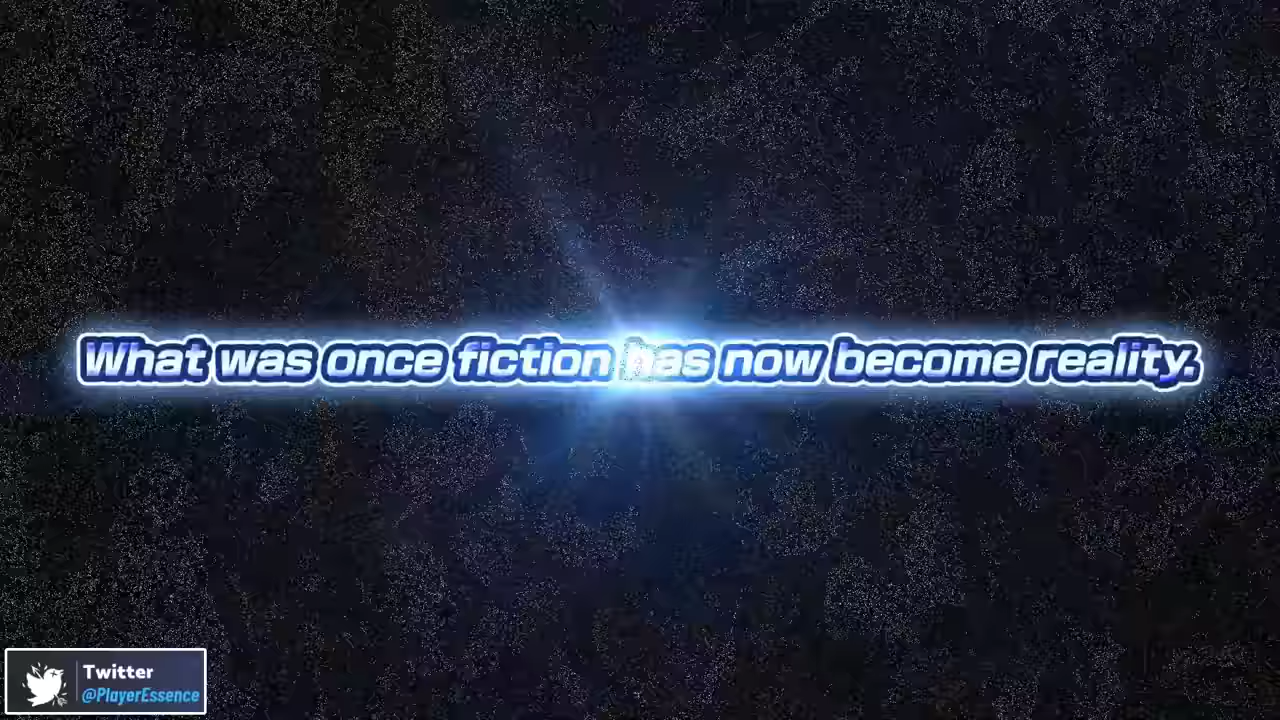 What was once fiction has now become reality.
Twitter
@PlayerEssence